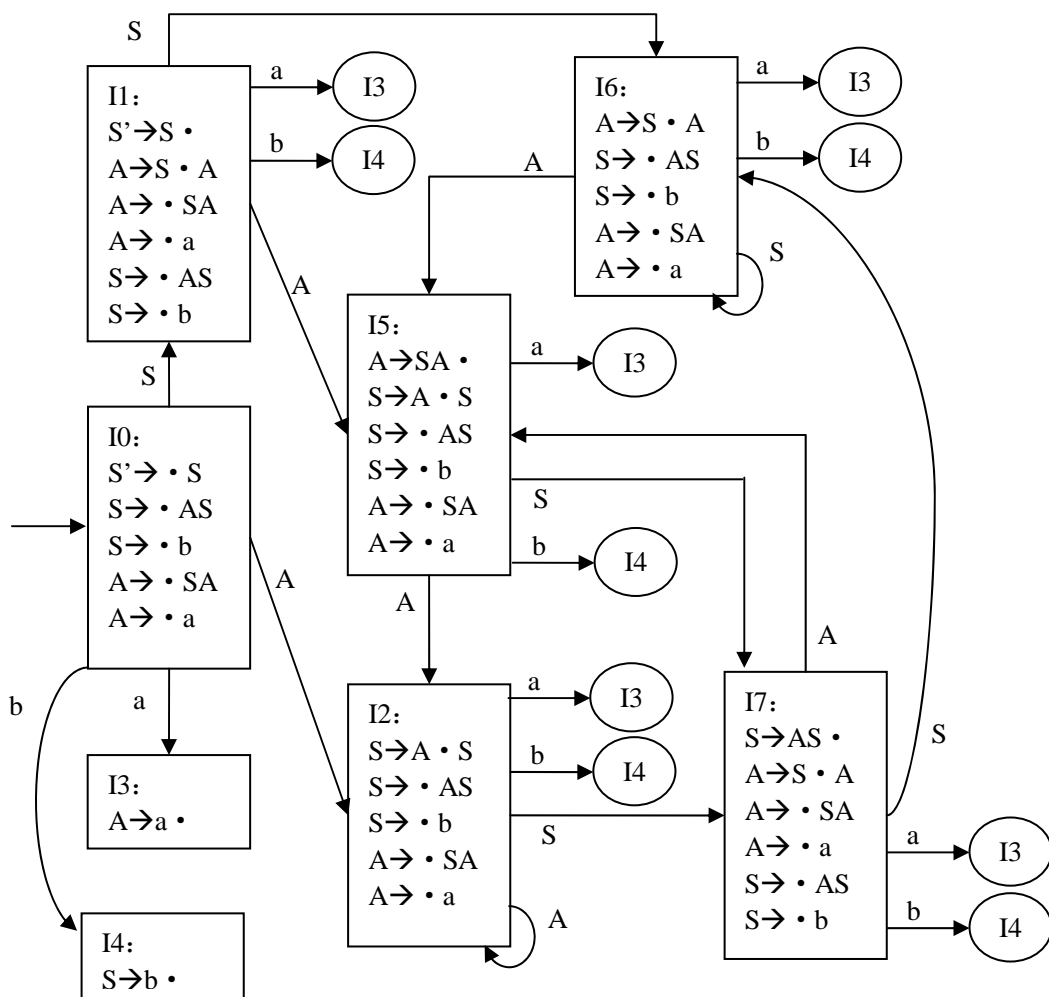 S
I1：
S’→S·
A→S·A
A→·SA
A→·a
S→·AS
S→·b
a
I3
b
I4
A
S
I6：
A→S·A
S→·AS
S→·b
A→·SA
A→·a
a
I3
b
I4
A
S
I0：
S’→·S
S→·AS
S→·b
A→·SA
A→·a
A
b
a
I5：
A→SA·
S→A·S
S→·AS
S→·b
A→·SA
A→·a
a
I3
S
b
I4
A
A
S
I3：
A→a·
I4：
S→b·
I2：
S→A·S
S→·AS
S→·b
A→·SA
A→·a
a
I3
b
I4
S
A
I7：
S→AS·
A→S·A
A→·SA
A→·a
S→·AS
S→·b
a
I3
b
I4